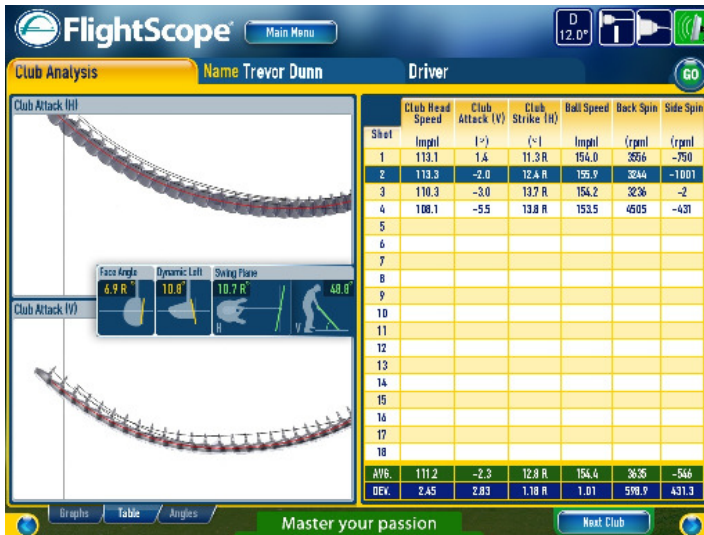 FlightScope
Main Menu
D
12.0°
Club Analysis
Name Trevor Dunn
Driver
GO
Club Attack (H)
Face Angle
6.9 R°
Dynamic Loft
10.8°
Swing Plane
10.7 R°
48.8°
H
V
Club Attack (V)
Shot Club Head Speed (mph) Club Attack (V) (°) Club Strike (H) (°) Ball Speed (mph) Back Spin (rpm) Side Spin (rpm)
1 113.1 1.4 11.3 R 154.0 3556 -750
2 113.3 -2.0 12.4 R 155.9 3244 -1001
3 110.3 -3.0 13.7 R 154.2 3236 -2
4 108.1 -5.5 13.8 R 153.5 4505 -431
5
6
7
8
9
10
11
12
13
14
15
16
17
18
AVG. 111.2 -2.3 12.8 R 154.4 3635 -546
DEV. 2.45 2.83 1.18 R 1.01 598.9 431.3
Graphs
Table
Angles
Master your passion
Next Club